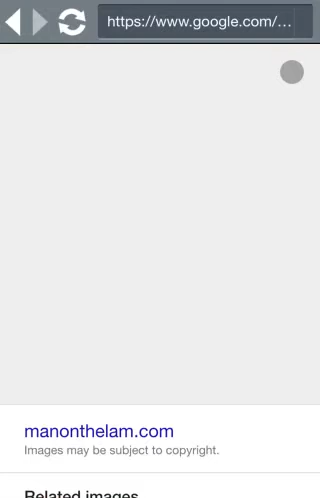 https://www.google.com/...
manonthelam.com
Images may be subject to copyright.
Related images